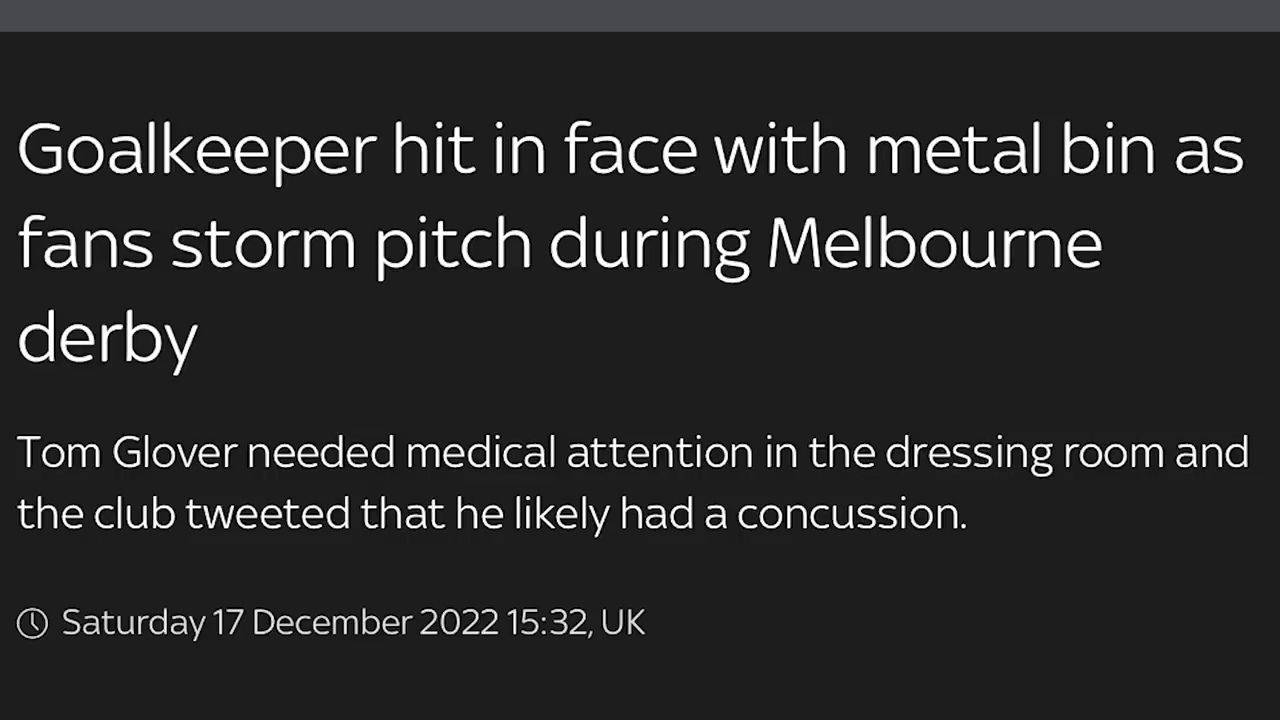 Goalkeeper hit in face with metal bin as
fans storm pitch during Melbourne
derby
Tom Glover needed medical attention in the dressing room and
the club tweeted that he likely had a concussion.
Saturday 17 December 2022 15:32, UK